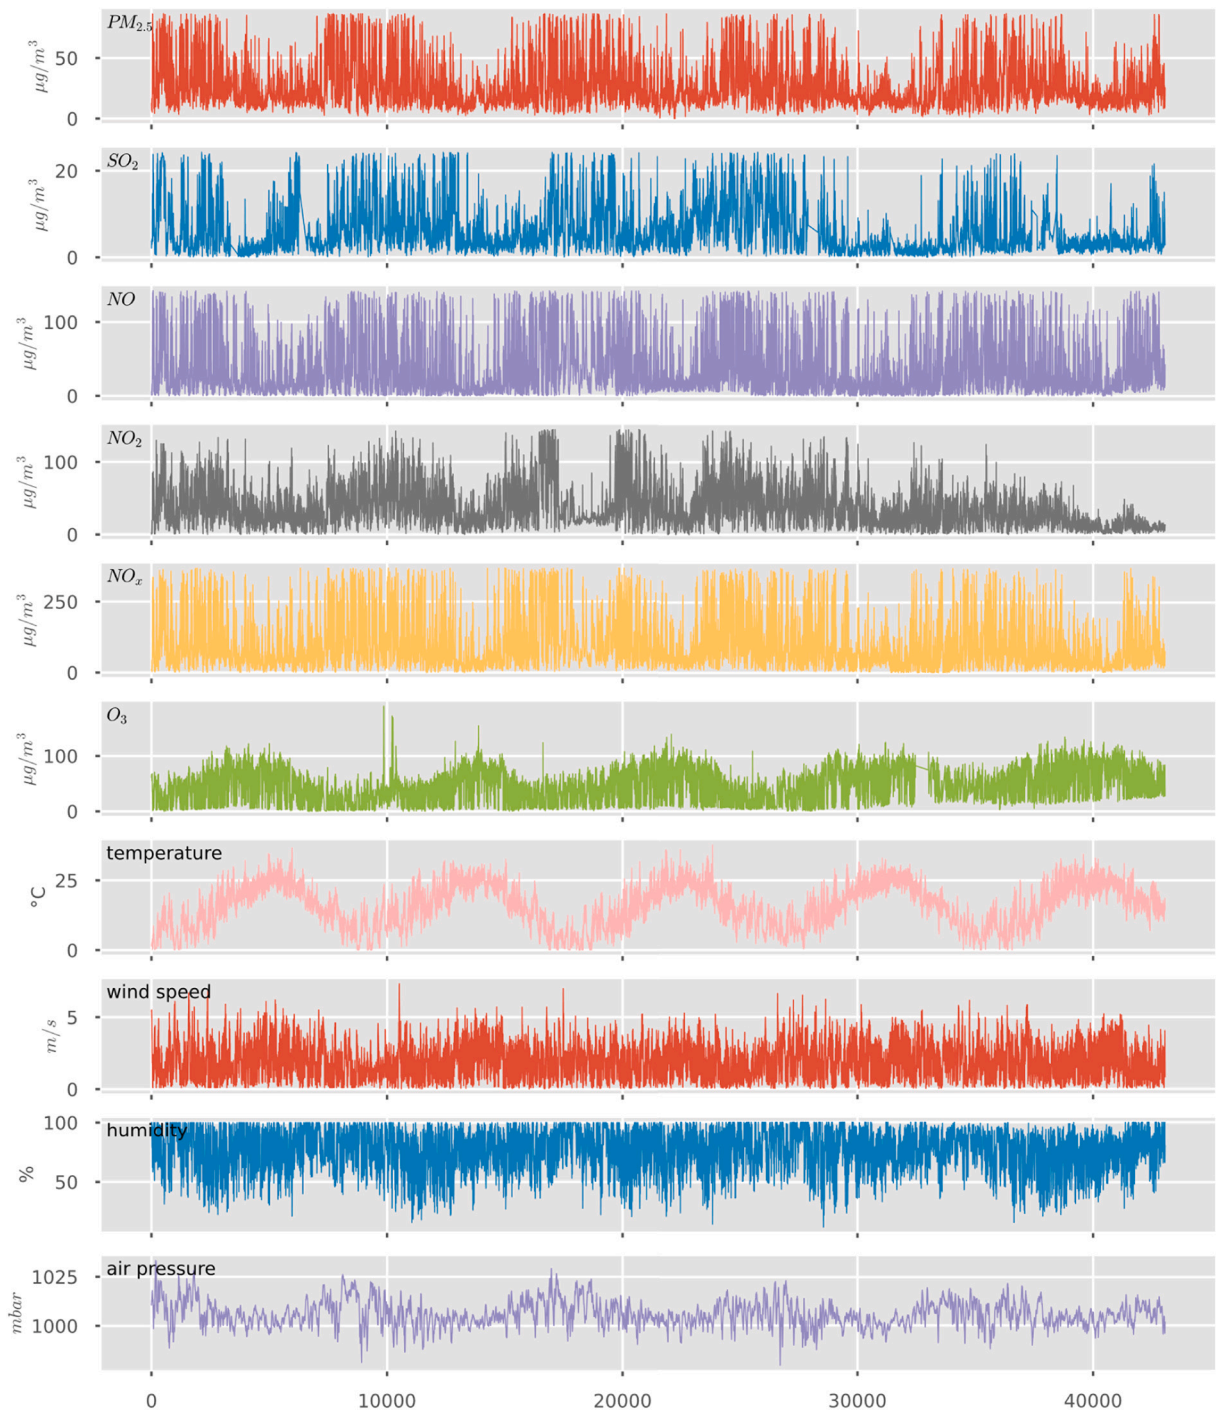 PM₂.₅
50
0
μg/m³
SO₂
20
0
μg/m³
NO
100
0
μg/m³
NO₂
100
0
μg/m³
NOₓ
250
0
μg/m³
O₃
100
0
μg/m³
temperature
25
0
°C
wind speed
5
0
m/s
humidity
100
50
%
air pressure
1025
1000
mbar
0 10000 20000 30000 40000